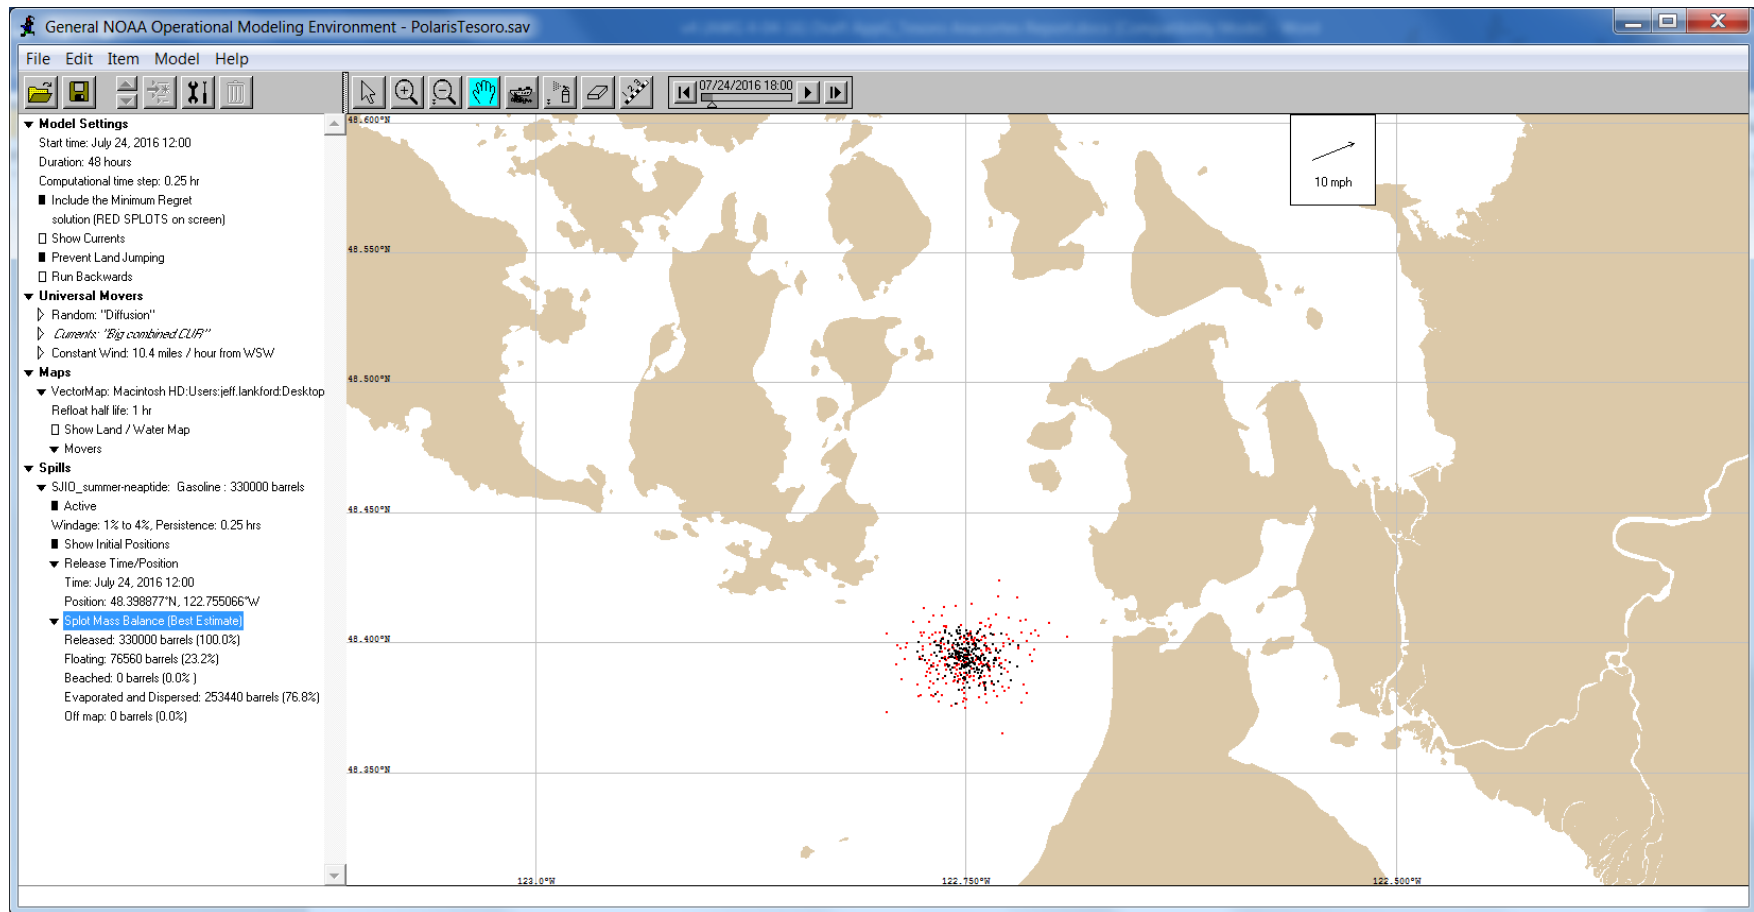 General NOAA Operational Modeling Environment - PolarisTesoro.sav
File Edit Item Model Help
07/24/2016 18:00
Model Settings
Start time: July 24, 2016 12:00
Duration: 48 hours
Computational time step: 0.25 hr
Include the Minimum Regret
solution (RED SPLOTS on screen)
Show Currents
Prevent Land Jumping
Run Backwards
Universal Movers
Random: "Diffusion"
Currents: "Big combined.CUR"
Constant Wind: 10.4 miles / hour from WSW
Maps
VectorMap: Macintosh HD:Users:jeff.lankford:Desktop
Refloat half life: 1 hr
Show Land / Water Map
Movers
Spills
SJIO_summer-neaptide: Gasoline : 330000 barrels
Active
Windage: 1% to 4%, Persistence: 0.25 hrs
Show Initial Positions
Release Time/Position
Time: July 24, 2016 12:00
Position: 48.398877°N, 122.755066°W
Splot Mass Balance (Best Estimate)
Released: 330000 barrels (100.0%)
Floating: 76560 barrels (23.2%)
Beached: 0 barrels (0.0% )
Evaporated and Dispersed: 253440 barrels (76.8%)
Off map: 0 barrels (0.0%)
48.600°N
10 mph
48.550°N
48.500°N
48.450°N
48.400°N
48.350°N
123.0°W
122.750°W
122.500°W